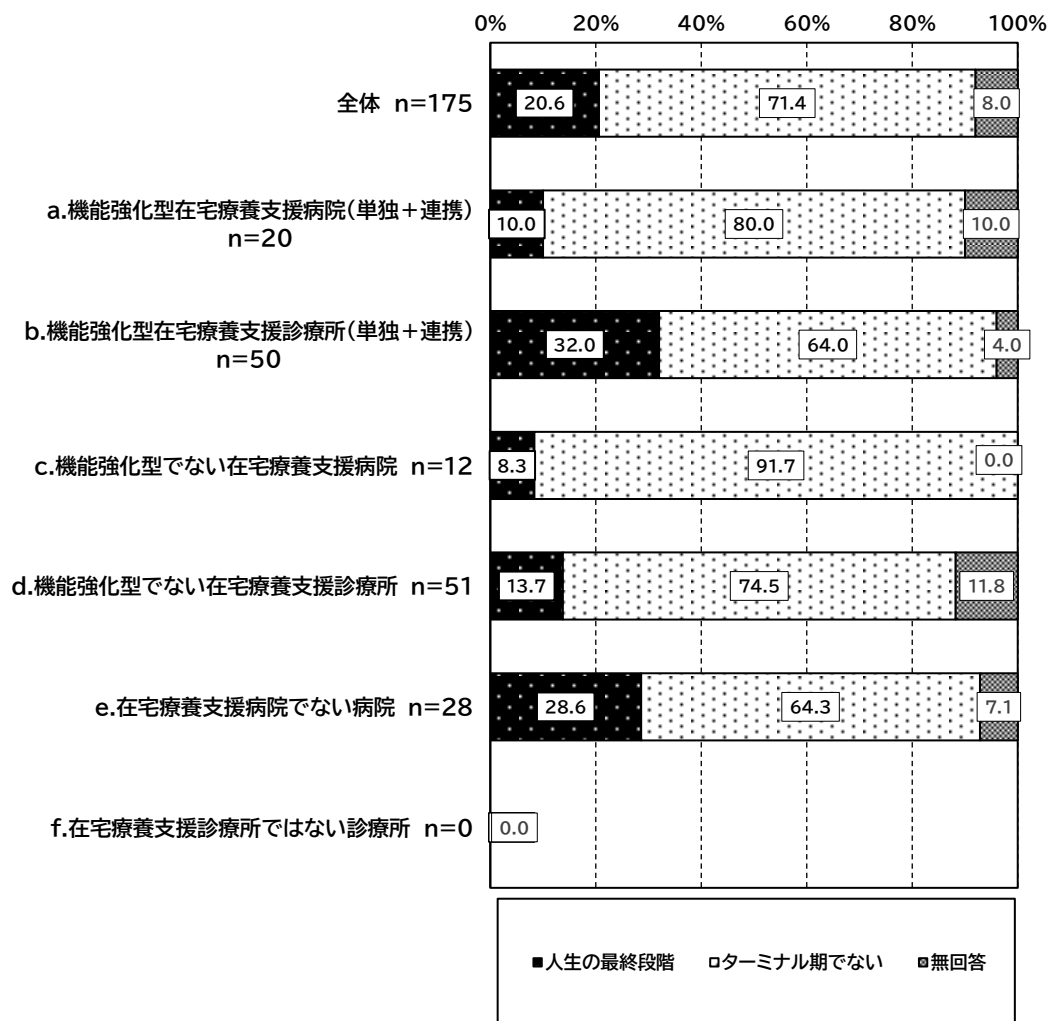 0% 20% 40% 60% 80% 100%
全体 n=175 20.6 71.4 8.0
a.機能強化型在宅療養支援病院(単独+連携)
n=20
10.0 80.0 10.0
b.機能強化型在宅療養支援診療所(単独+連携)
n=50
32.0 64.0 4.0
c.機能強化型でない在宅療養支援病院 n=12 8.3 91.7 0.0
d.機能強化型でない在宅療養支援診療所 n=51 13.7 74.5 11.8
e.在宅療養支援病院でない病院 n=28 28.6 64.3 7.1
f.在宅療養支援診療所ではない診療所 n=0 0.0
人生の最終段階 ターミナル期でない 無回答